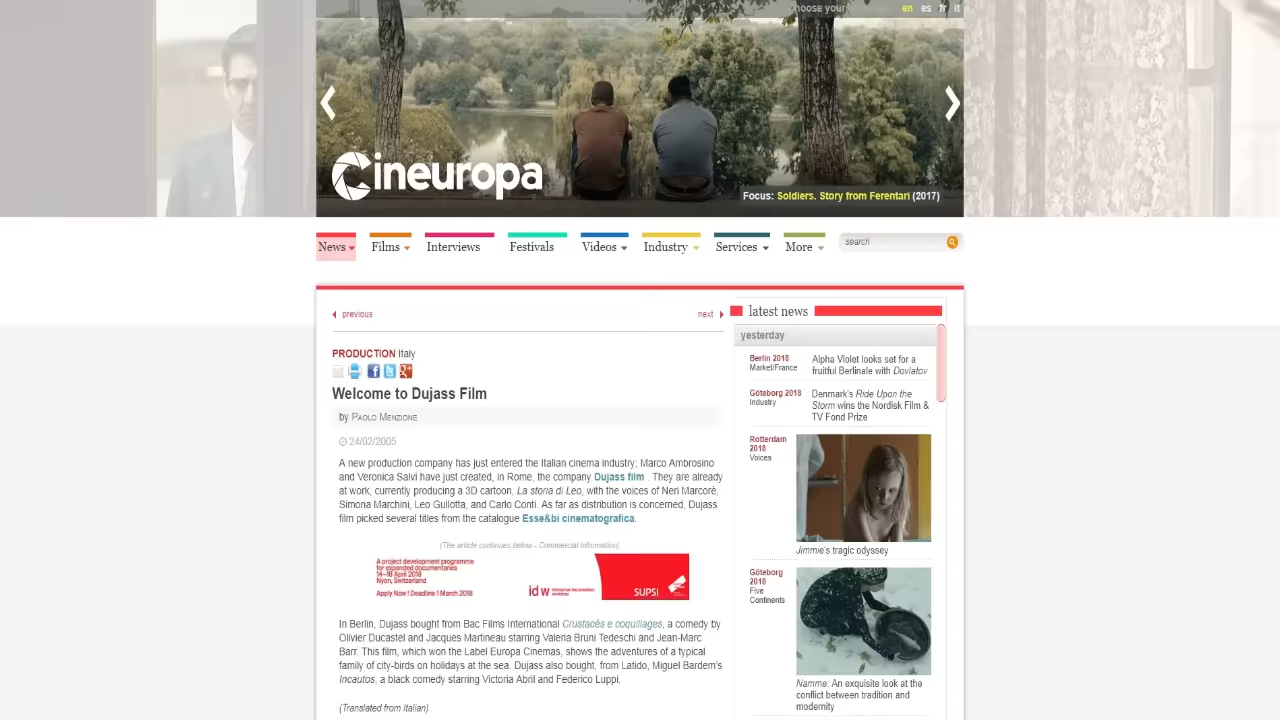 Choose your
en es fr it
Cineuropa
Focus: Soldiers. Story from Ferentari (2017)
News Films Interviews Festivals Videos Industry Services More
search
previous
next
PRODUCTION Italy
Welcome to Dujass Film
by PAOLO MENZIONE
24/02/2005
A new production company has just entered the Italian cinema industry; Marco Ambrosino
and Veronica Salvi have just created, in Rome, the company Dujass film . They are already
at work, currently producing a 3D cartoon, La storia di Leo, with the voices of Neri Marcorè,
Simona Marchini, Leo Gullotta, and Carlo Conti. As far as distribution is concerned, Dujass
film picked several titles from the catalogue Esse&bi cinematografica.
(The article continues below - Commercial information)
A project development programme
for expanded documentaries
14–18 April 2018
Nyon, Switzerland
Apply Now ! Deadline 1 March 2018
id w
SUPSI
In Berlin, Dujass bought from Bac Films International Crustacés e coquillages, a comedy by
Olivier Ducastel and Jacques Martineau starring Valeria Bruni Tedeschi and Jean-Marc
Barr. This film, which won the Label Europa Cinemas, shows the adventures of a typical
family of city-birds on holidays at the sea. Dujass also bought, from Latido, Miguel Bardem's
Incautos, a black comedy starring Victoria Abril and Federico Luppi.
(Translated from Italian)
latest news
yesterday
Berlin 2018
Market/France
Alpha Violet looks set for a
fruitful Berlinale with Dovlatov
Göteborg 2018
Industry
Denmark's Ride Upon the
Storm wins the Nordisk Film &
TV Fond Prize
Rotterdam
2018
Voices
Jimmie's tragic odyssey
Göteborg
2018
Five
Continents
Namme: An exquisite look at the
conflict between tradition and
modernity